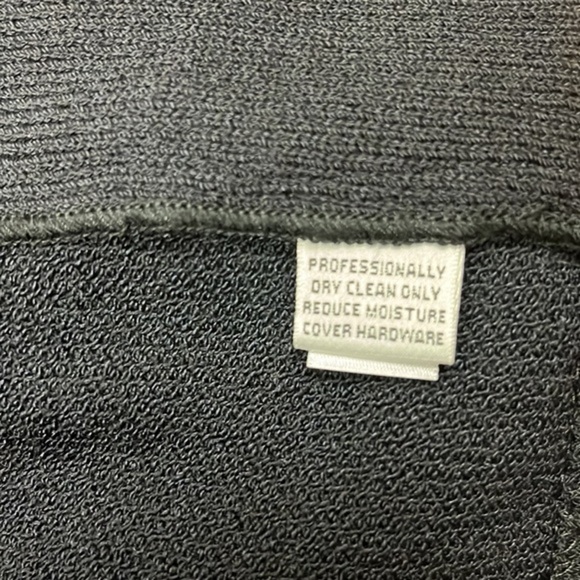 PROFESSIONALLY
DRY CLEAN ONLY
REDUCE MOISTURE
COVER HARDWARE